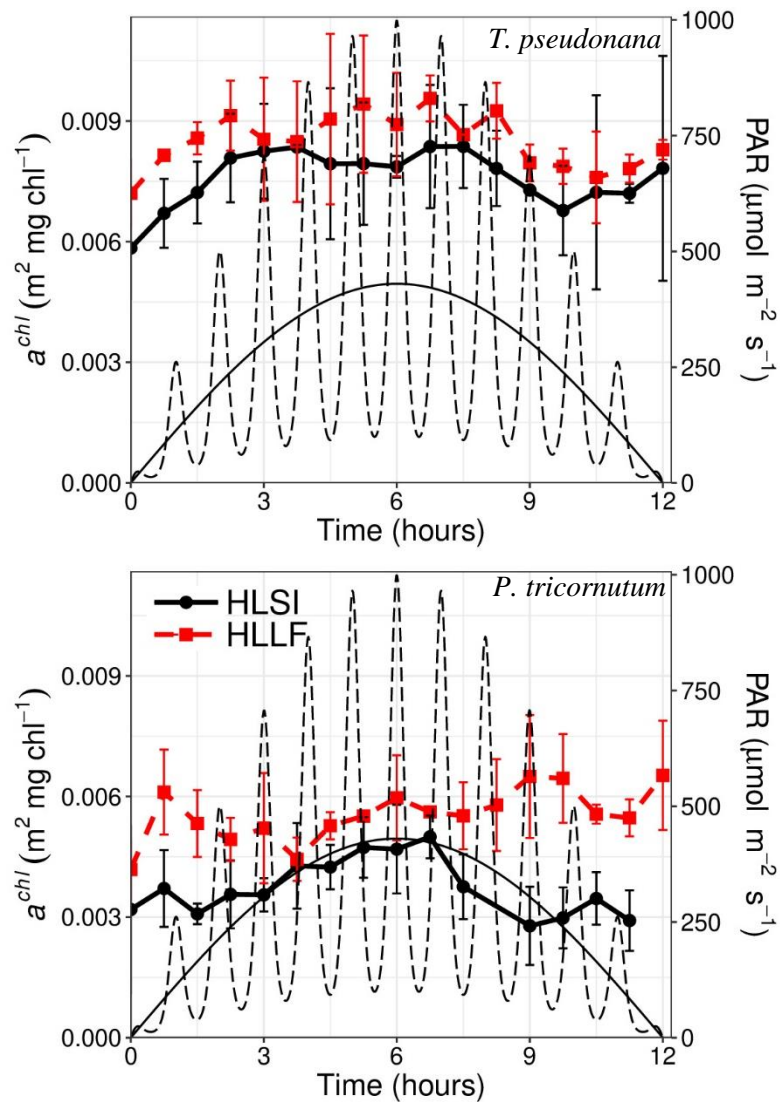 T. pseudonana
1000
0.009
750
0.006
500
0.003
250
0.000
0
a^chl (m² mg chl⁻¹)
PAR (μmol m⁻² s⁻¹)
0 3 6 9 12
Time (hours)
P. tricornutum
HLSI
HLLF
1000
0.009
750
0.006
500
0.003
250
0.000
0
a^chl (m² mg chl⁻¹)
PAR (μmol m⁻² s⁻¹)
0 3 6 9 12
Time (hours)